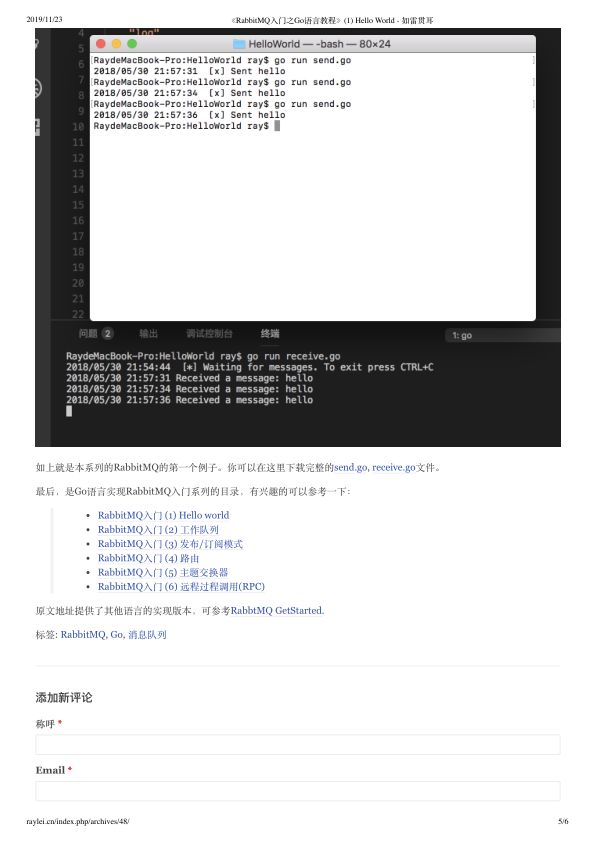 2019/11/23
《RabbitMQ入门之Go语言教程》(1) Hello World - 如雷贯耳
4
"log"
5
HelloWorld — -bash — 80×24
6
RaydeMacBook-Pro:HelloWorld ray$ go run send.go
2018/05/30 21:57:31  [x] Sent hello
7
RaydeMacBook-Pro:HelloWorld ray$ go run send.go
8
2018/05/30 21:57:34  [x] Sent hello
RaydeMacBook-Pro:HelloWorld ray$ go run send.go
9
2018/05/30 21:57:36  [x] Sent hello
10
RaydeMacBook-Pro:HelloWorld ray$
11
12
13
14
15
16
17
18
19
20
21
22
问题 2 输出 调试控制台 终端 1: go
RaydeMacBook-Pro:HelloWorld ray$ go run receive.go
2018/05/30 21:54:44  [*] Waiting for messages. To exit press CTRL+C
2018/05/30 21:57:31 Received a message: hello
2018/05/30 21:57:34 Received a message: hello
2018/05/30 21:57:36 Received a message: hello
如上就是本系列的RabbitMQ的第一个例子。你可以在这里下载完整的send.go, receive.go文件。
最后，是Go语言实现RabbitMQ入门系列的目录，有兴趣的可以参考一下:
• RabbitMQ入门 (1) Hello world
• RabbitMQ入门 (2) 工作队列
• RabbitMQ入门 (3) 发布/订阅模式
• RabbitMQ入门 (4) 路由
• RabbitMQ入门 (5) 主题交换器
• RabbitMQ入门 (6) 远程过程调用(RPC)
原文地址提供了其他语言的实现版本，可参考RabbtMQ GetStarted.
标签: RabbitMQ, Go, 消息队列
添加新评论
称呼 *
Email *
raylei.cn/index.php/archives/48/
5/6